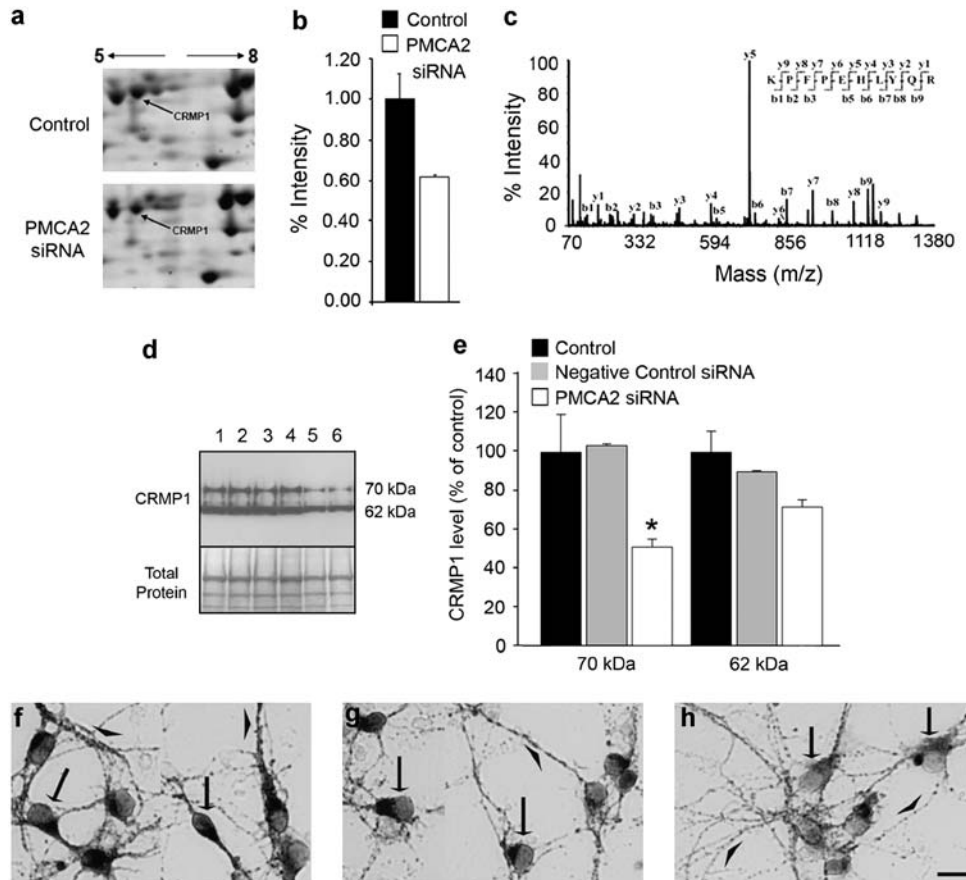 a
5 8
Control
CRMP1
PMCA2
siRNA
CRMP1
b
Control
PMCA2
siRNA
% Intensity
1.20
1.00
0.80
0.60
0.40
0.20
0.00
c
% Intensity
100
80
60
40
20
0
y5
y9 y8 y7 y6 y5 y4 y3 y2 y1
K P F P E H L Y Q R
b1 b2 b3 b5 b6 b7 b8 b9
b1 y1 b2 y2 b3 y3 y4 b5 b6 y6 b7 y7 b8 y8 b9 y9
70 332 594 856 1118 1380
Mass (m/z)
d
1 2 3 4 5 6
CRMP1
70 kDa
62 kDa
Total
Protein
e
Control
Negative Control siRNA
PMCA2 siRNA
CRMP1 level (% of control)
140
120
100
80
60
40
20
0
*
70 kDa 62 kDa
f g h